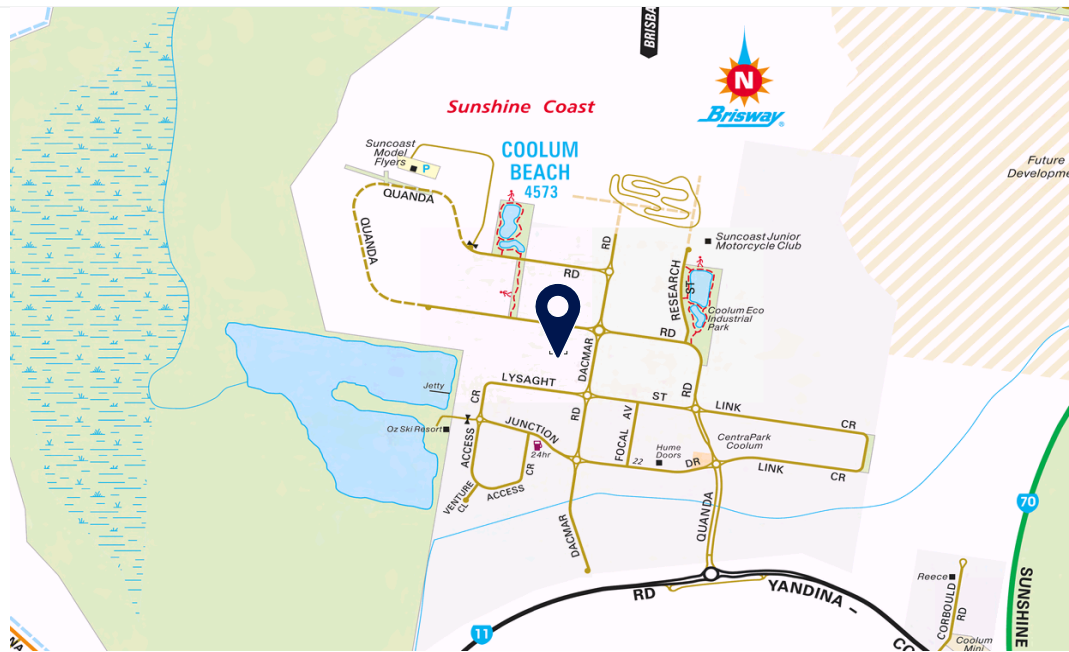 BRISBA
N
Brisway
Sunshine Coast
Suncoast
Model
Flyers
P
COOLUM
BEACH
4573
Future
Developme
QUANDA
QUANDA
RD
RD
Suncoast Junior
Motorcycle Club
RESEARCH
ST
Coolum Eco
Industrial
Park
RD
DACMAR
RD
LYSAGHT
ST
RD
LINK
CR
Jetty
CR
Oz Ski Resort
JUNCTION
24hr
ACCESS
CR
ACCESS
VENTURE
CL
FOCAL AV
22
Hume
Doors
DR
CentraPark
Coolum
LINK
CR
DACMAR
QUANDA
70
RD
YANDINA –
CO
11
Reece
CORBOULD
RD
Coolum
Mini
SUNSHINE
NA